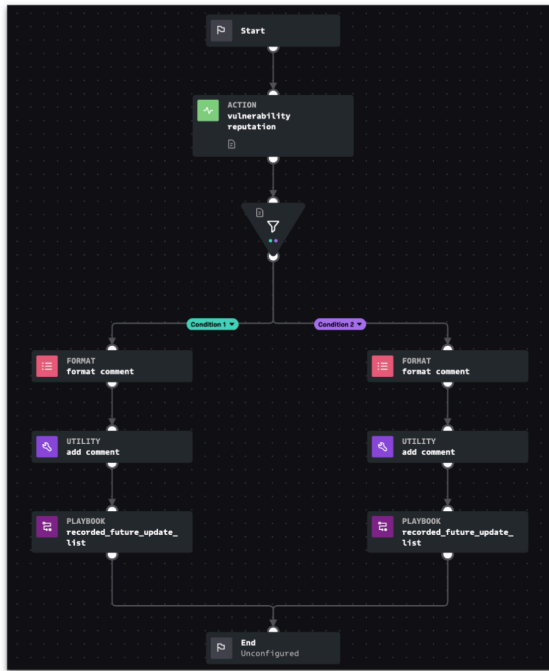 Start
ACTION
vulnerability
reputation
Condition 1
Condition 2
FORMAT
format comment
FORMAT
format comment
UTILITY
add comment
UTILITY
add comment
PLAYBOOK
recorded_future_update_
list
PLAYBOOK
recorded_future_update_
list
End
Unconfigured